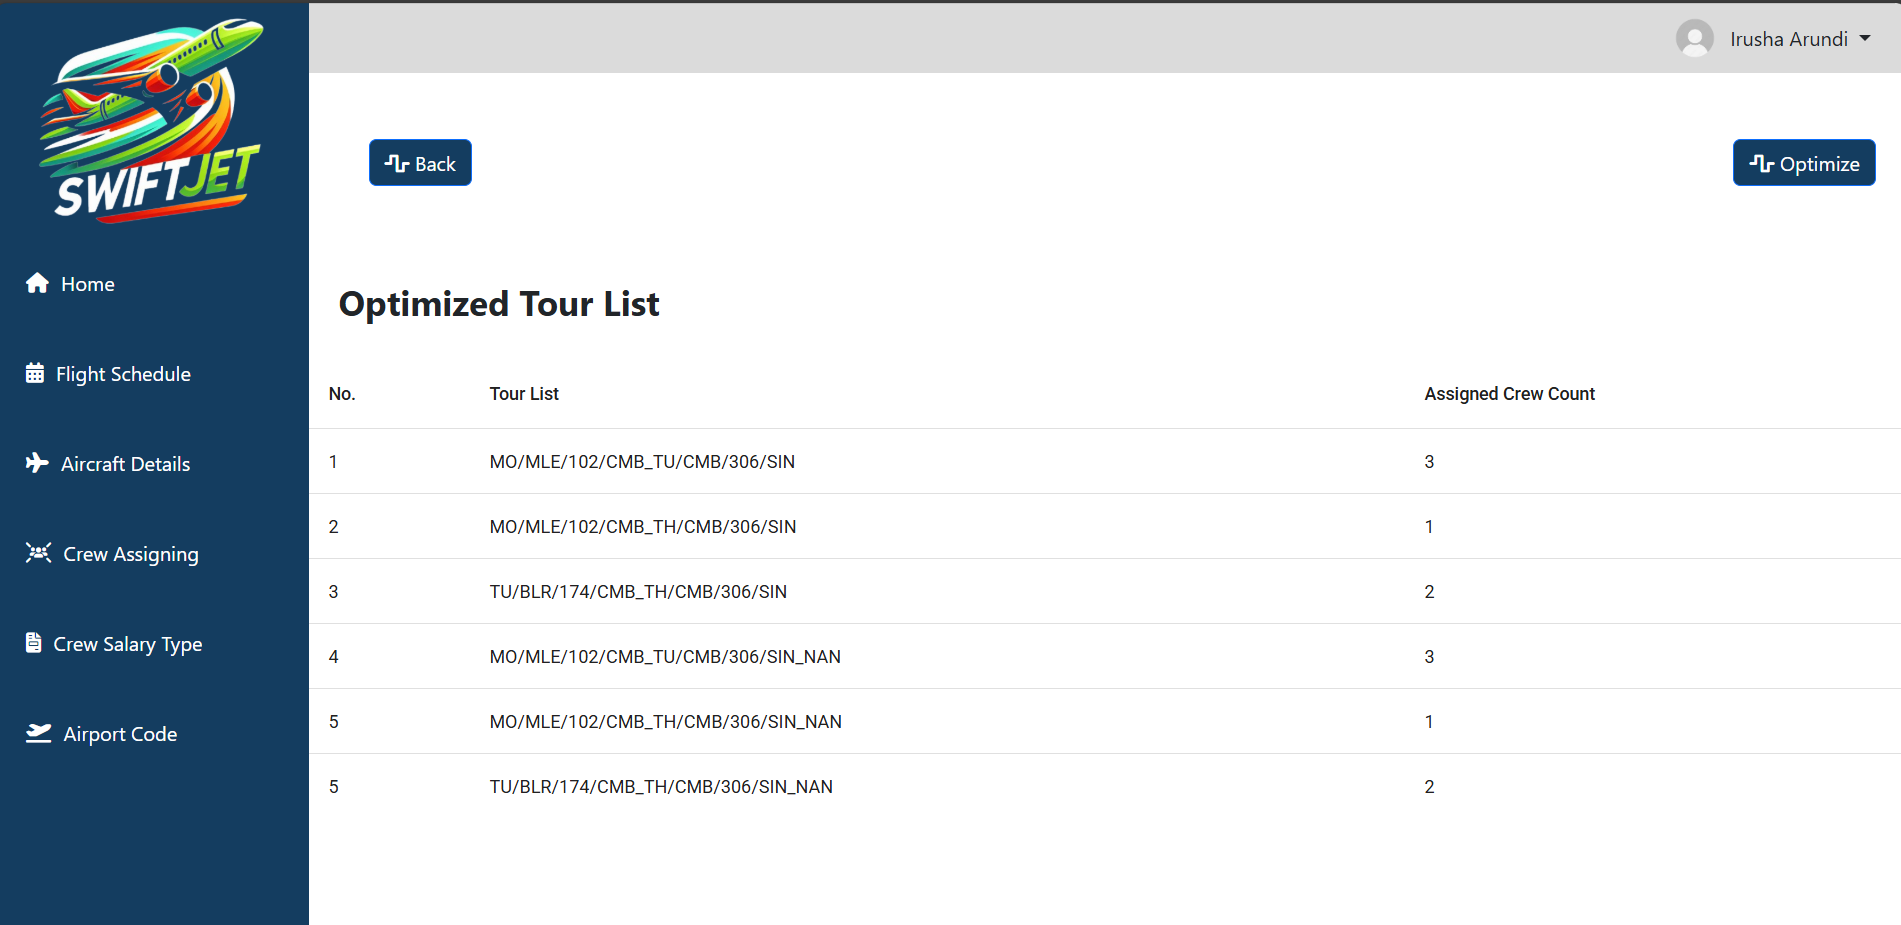 SWIFTJET
Irusha Arundi
Back
Optimize
Home
Flight Schedule
Aircraft Details
Crew Assigning
Crew Salary Type
Airport Code
Optimized Tour List
No. Tour List Assigned Crew Count
1 MO/MLE/102/CMB_TU/CMB/306/SIN 3
2 MO/MLE/102/CMB_TH/CMB/306/SIN 1
3 TU/BLR/174/CMB_TH/CMB/306/SIN 2
4 MO/MLE/102/CMB_TU/CMB/306/SIN_NAN 3
5 MO/MLE/102/CMB_TH/CMB/306/SIN_NAN 1
5 TU/BLR/174/CMB_TH/CMB/306/SIN_NAN 2